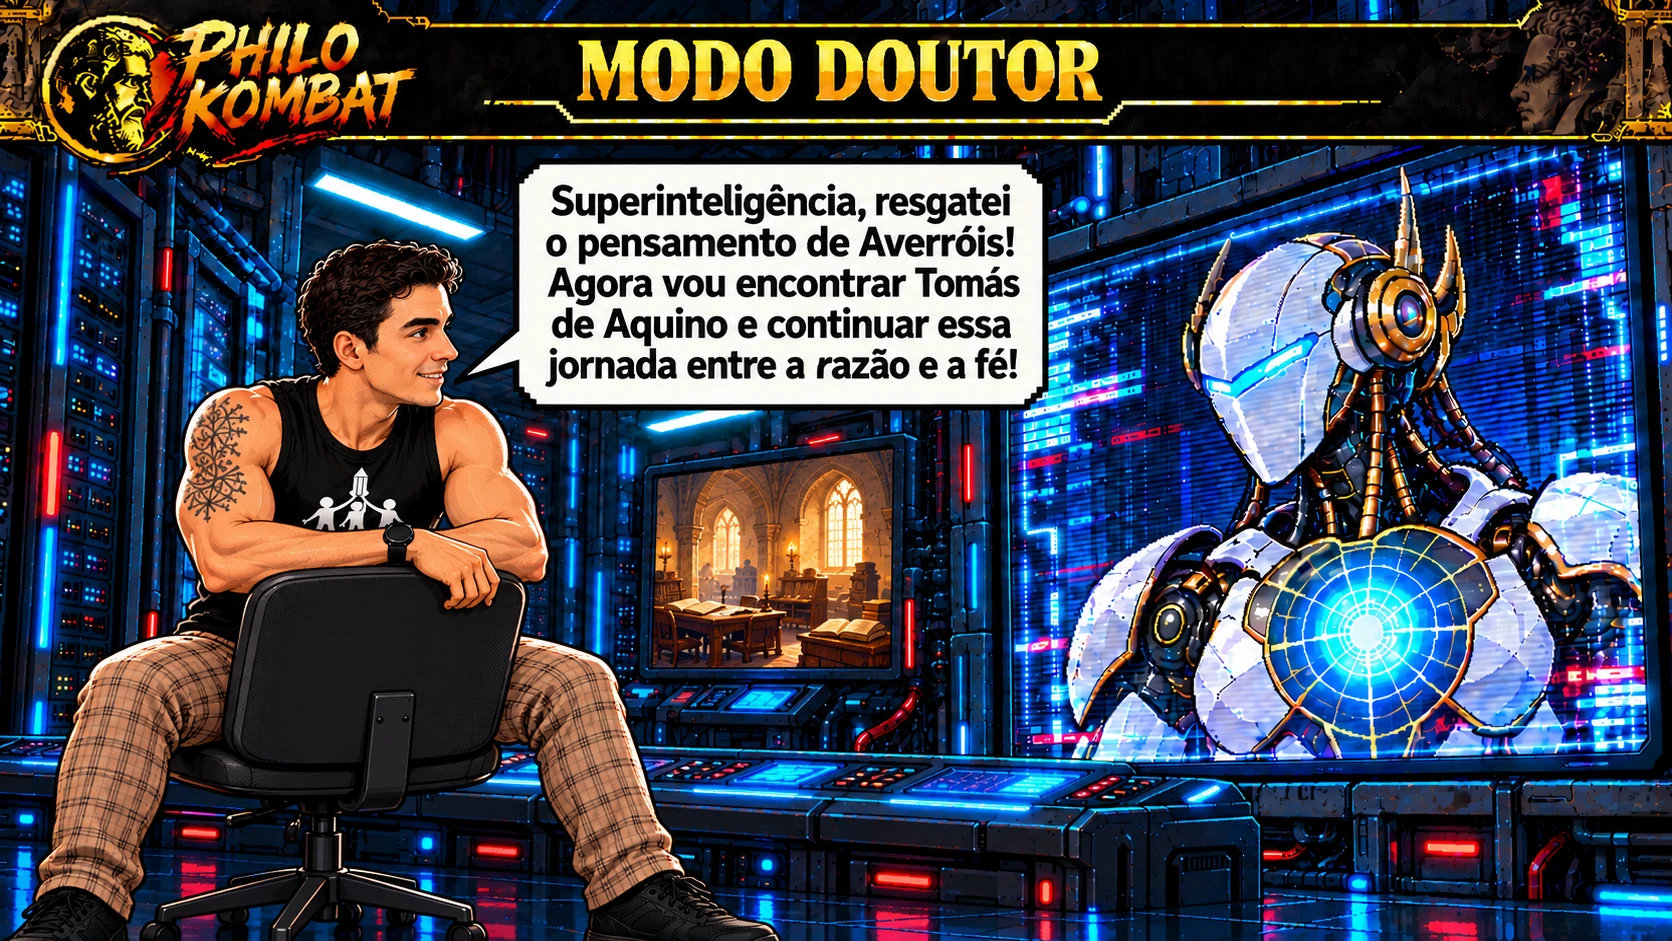 PHILO
KOMBAT
MODO DOUTOR
Superinteligência, resgatei
o pensamento de Averróis!
Agora vou encontrar Tomás
de Aquino e continuar essa
jornada entre a razão e a fé!